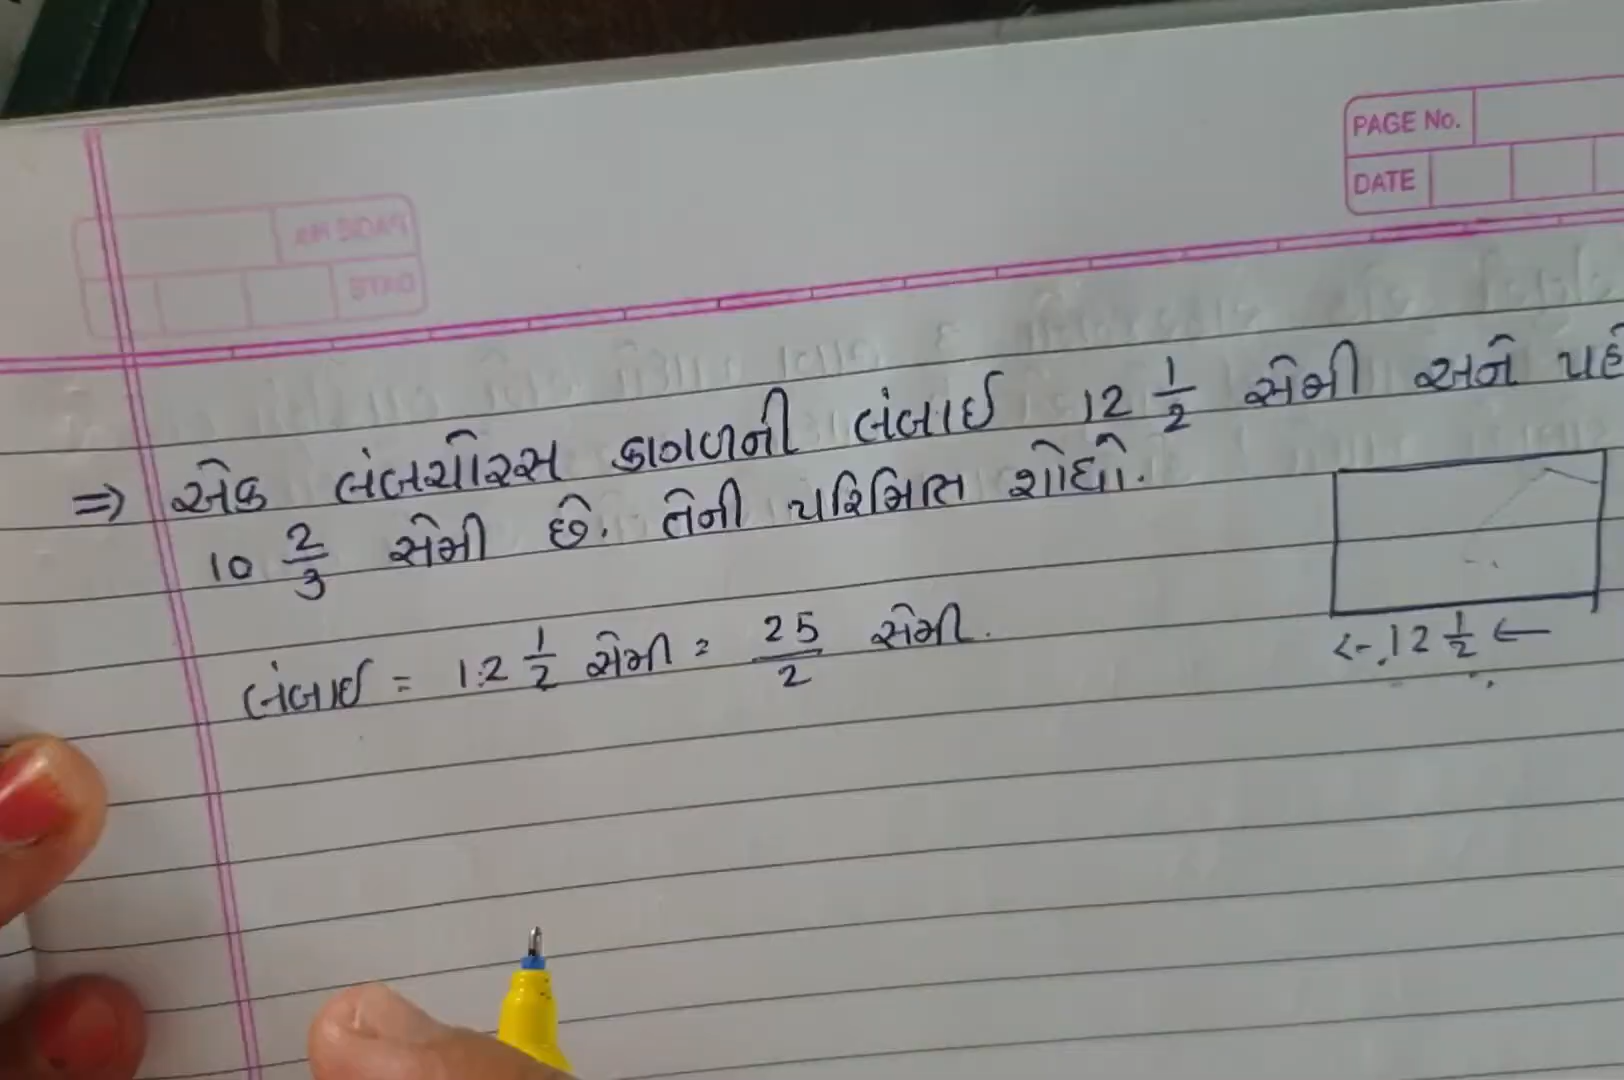 PAGE No.
DATE
⇒ એક લંબચોરસ કાગળની લંબાઈ 12 1/2 સેમી અને
10 2/3 સેમી છે. તેની પરિમિતિ શોધો.
લંબાઈ = 12 1/2 સેમી = 25/2 સેમી.
←12 1/2 ←